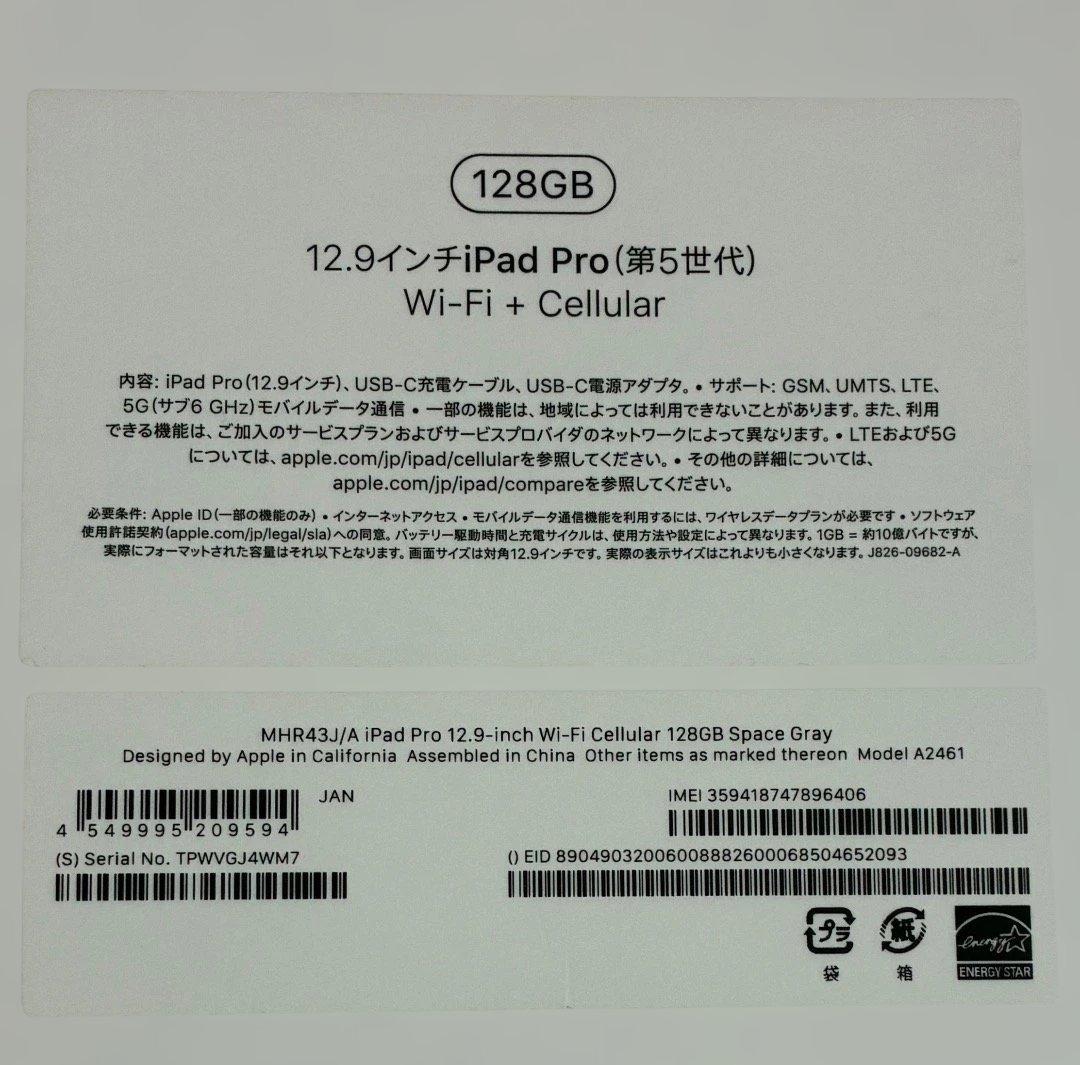 128GB
12.9インチiPad Pro(第5世代)
Wi-Fi + Cellular
内容: iPad Pro(12.9インチ)、USB-C充電ケーブル、USB-C電源アダプタ。• サポート: GSM、UMTS、LTE、
5G(サブ6 GHz)モバイルデータ通信 • 一部の機能は、地域によっては利用できないことがあります。また、利用
できる機能は、ご加入のサービスプランおよびサービスプロバイダのネットワークによって異なります。• LTEおよび5G
については、apple.com/jp/ipad/cellularを参照してください。• その他の詳細については、
apple.com/jp/ipad/compareを参照してください。
必要条件: Apple ID(一部の機能のみ) • インターネットアクセス • モバイルデータ通信機能を利用するには、ワイヤレスデータプランが必要です • ソフトウェア
使用許諾契約(apple.com/jp/legal/sla)への同意。バッテリー駆動時間と充電サイクルは、使用方法や設定によって異なります。1GB = 約10億バイトですが、
実際にフォーマットされた容量はそれ以下となります。画面サイズは対角12.9インチです。実際の表示サイズはこれよりも小さくなります。J826-09682-A
MHR43J/A iPad Pro 12.9-inch Wi-Fi Cellular 128GB Space Gray
Designed by Apple in California Assembled in China Other items as marked thereon Model A2461
JAN
4 549995 209594
IMEI 359418747896406
(S) Serial No. TPWVGJ4WM7
() EID 89049032006008882600068504652093
プラ
袋
紙
箱
energy
ENERGY STAR